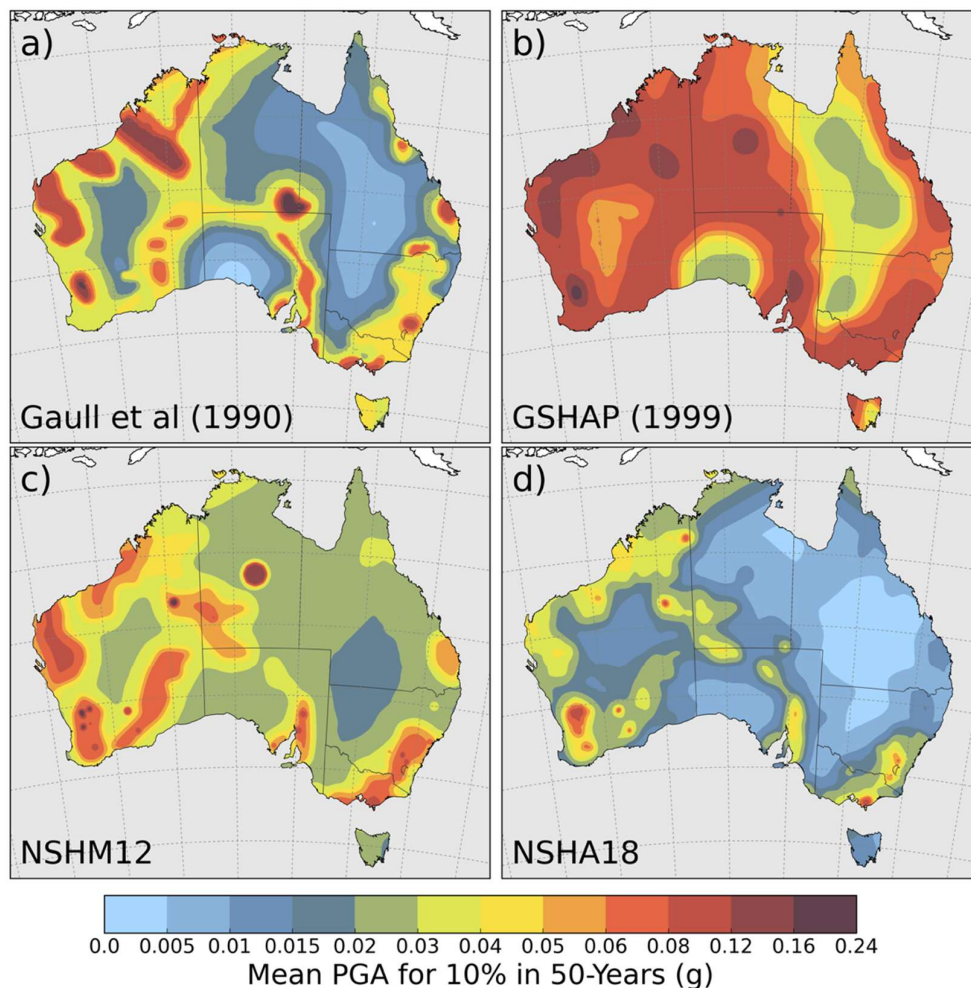 a)
Gaull et al (1990)
b)
GSHAP (1999)
c)
NSHM12
d)
NSHA18
0.0 0.005 0.01 0.015 0.02 0.03 0.04 0.05 0.06 0.08 0.12 0.16 0.24
Mean PGA for 10% in 50-Years (g)